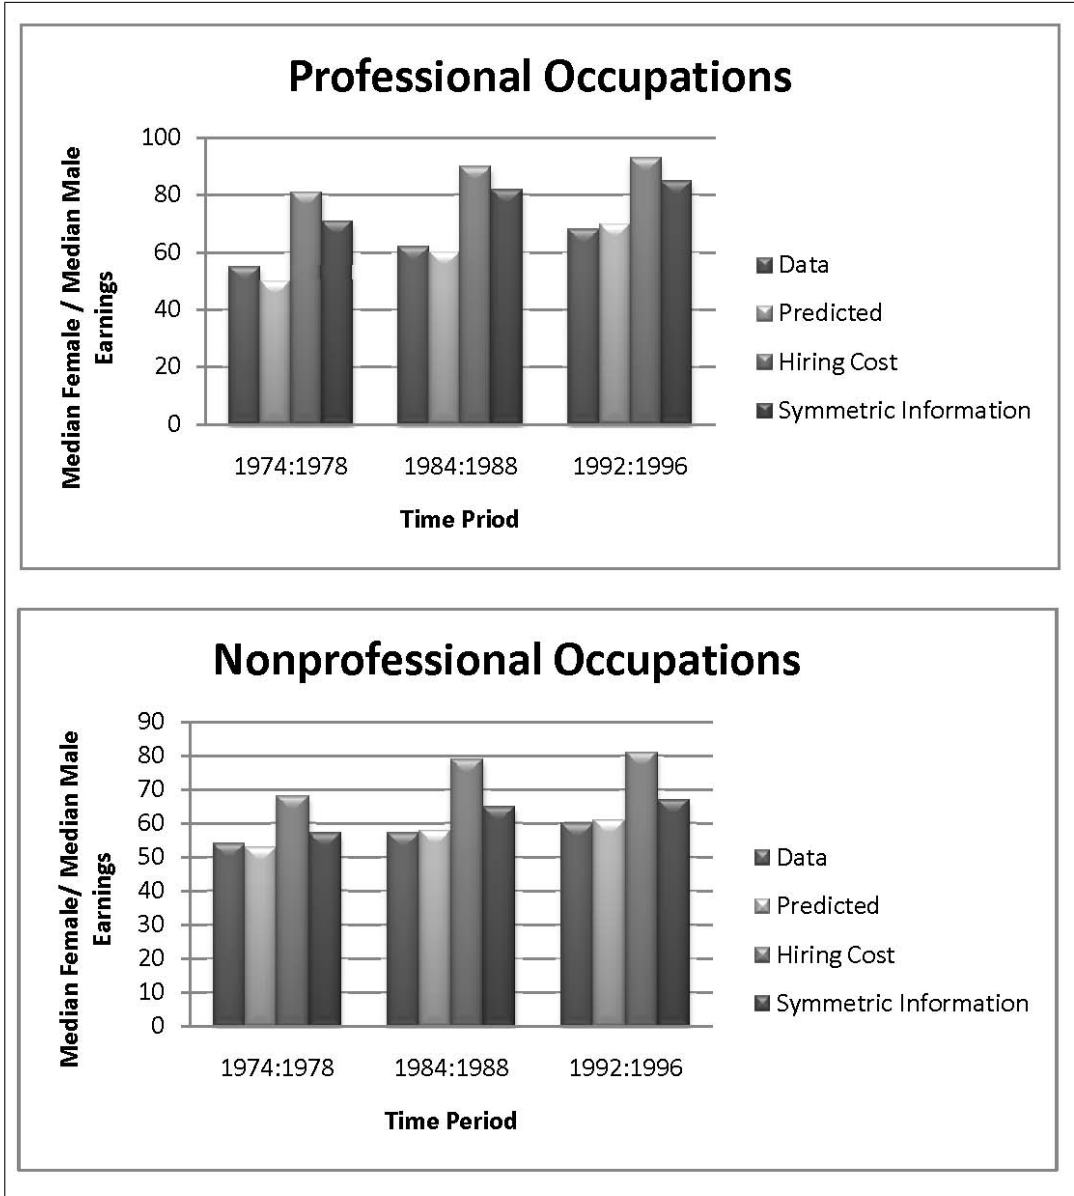 Professional Occupations
Median Female / Median Male
Earnings
100
80
60
40
20
0
1974:1978
1984:1988
1992:1996
Time Priod
Data
Predicted
Hiring Cost
Symmetric Information
Nonprofessional Occupations
Median Female/ Median Male
Earnings
90
80
70
60
50
40
30
20
10
0
1974:1978
1984:1988
1992:1996
Time Period
Data
Predicted
Hiring Cost
Symmetric Information